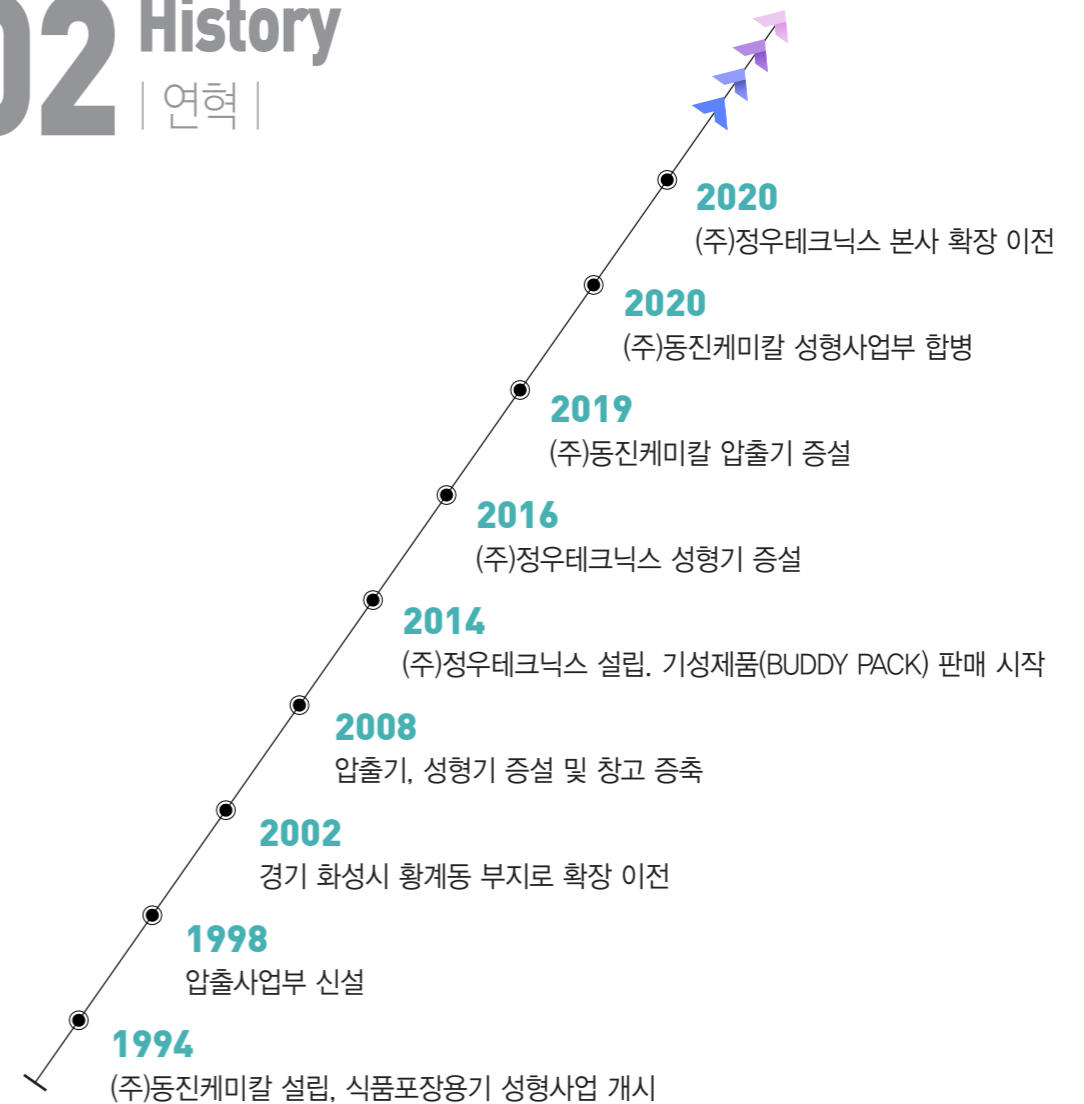 02
History
| 연혁 |
2020
(주)정우테크닉스 본사 확장 이전
2020
(주)동진케미칼 성형사업부 합병
2019
(주)동진케미칼 압출기 증설
2016
(주)정우테크닉스 성형기 증설
2014
(주)정우테크닉스 설립. 기성제품(BUDDY PACK) 판매 시작
2008
압출기, 성형기 증설 및 창고 증축
2002
경기 화성시 황계동 부지로 확장 이전
1998
압출사업부 신설
1994
(주)동진케미칼 설립, 식품포장용기 성형사업 개시